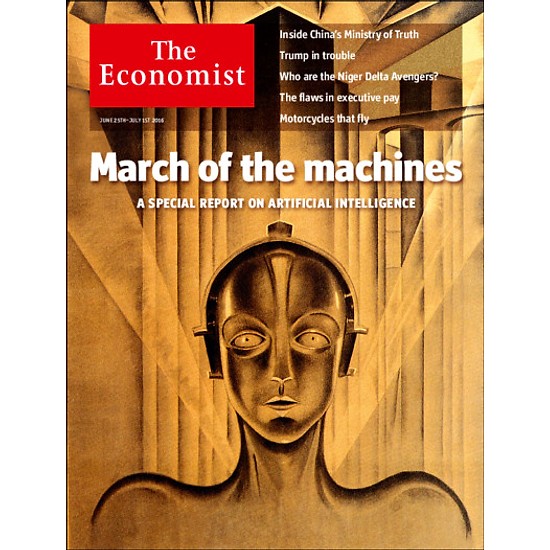 The
Economist
JUNE 25TH–JULY 1ST 2016
Inside China's Ministry of Truth
Trump in trouble
Who are the Niger Delta Avengers?
The flaws in executive pay
Motorcycles that fly
March of the machines
A SPECIAL REPORT ON ARTIFICIAL INTELLIGENCE